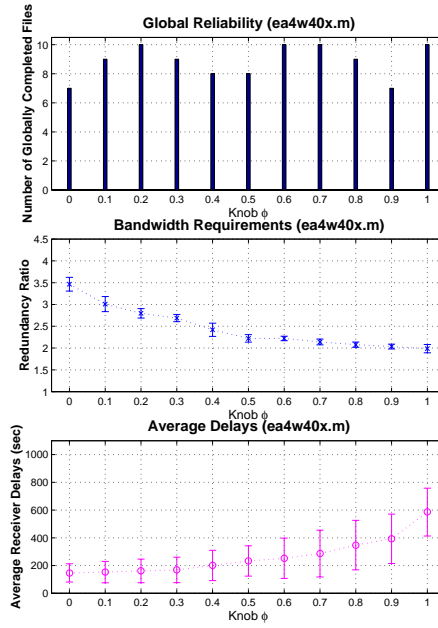 Global Reliability (ea4w40x.m)
Number of Globally Completed Files
10
8
6
4
2
0
0 0.1 0.2 0.3 0.4 0.5 0.6 0.7 0.8 0.9 1
Knob ϕ
Bandwidth Requirements (ea4w40x.m)
Redundancy Ratio
4.5
4
3.5
3
2.5
2
1.5
1
0 0.1 0.2 0.3 0.4 0.5 0.6 0.7 0.8 0.9 1
Knob ϕ
Average Delays (ea4w40x.m)
Average Receiver Delays (sec)
1000
800
600
400
200
0
0 0.1 0.2 0.3 0.4 0.5 0.6 0.7 0.8 0.9 1
Knob ϕ